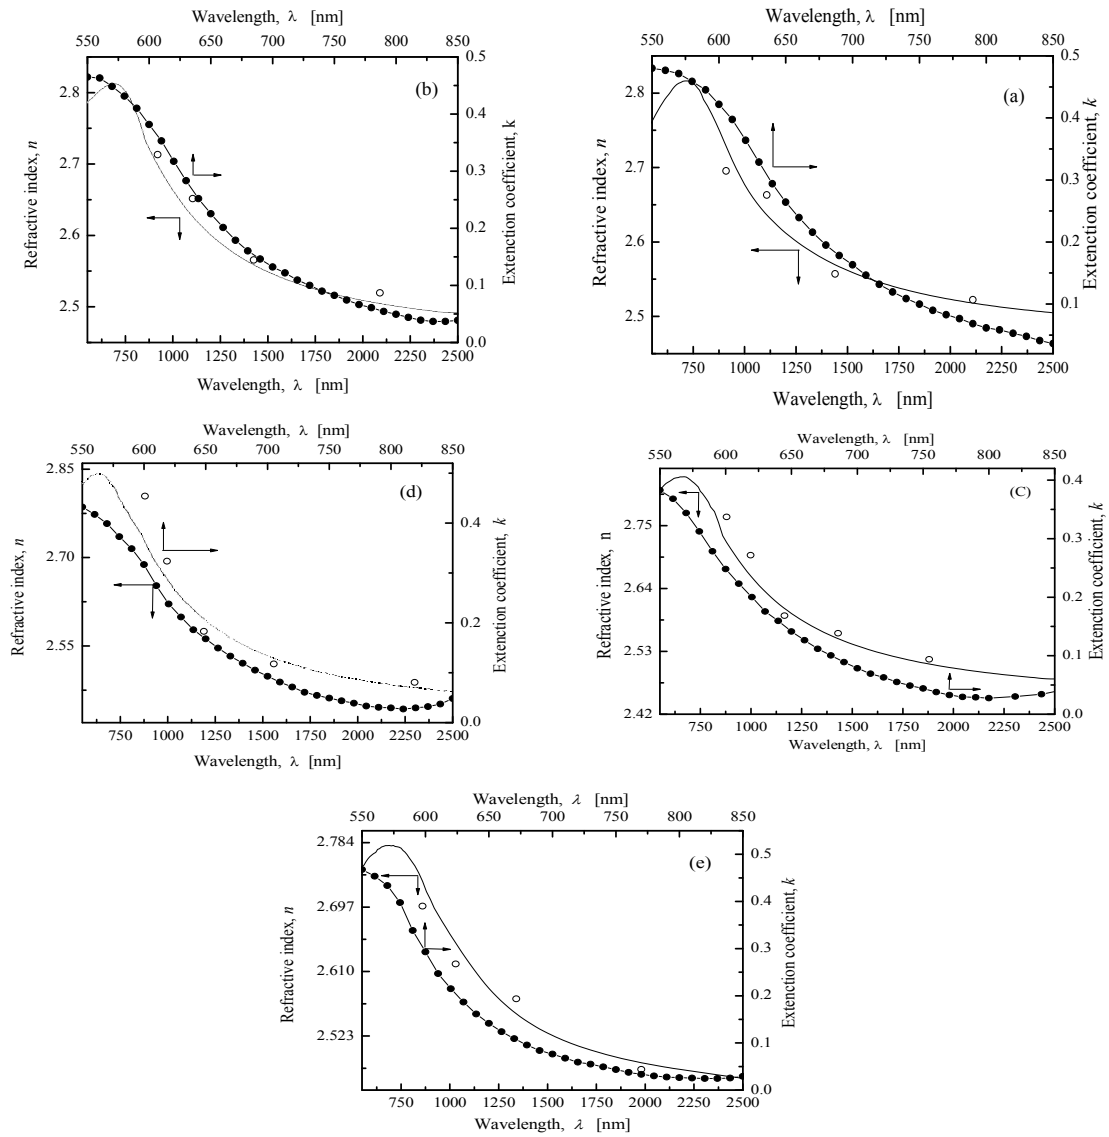 Wavelength, λ [nm]
550 600 650 700 750 800 850
(b)
Refractive index, n
2.8
2.7
2.6
2.5
0.5
0.4
0.3
0.2
0.1
0.0
Extenction coefficient, k
750 1000 1250 1500 1750 2000 2250 2500
Wavelength, λ [nm]
Wavelength, λ [nm]
550 600 650 700 750 800 850
(a)
Refractive index, n
2.8
2.7
2.6
2.5
0.5
0.4
0.3
0.2
0.1
Extenction coefficient, k
750 1000 1250 1500 1750 2000 2250 2500
Wavelength, λ [nm]
Wavelength, λ [nm]
550 600 650 700 750 800 850
(d)
Refractive index, n
2.85
2.70
2.55
0.4
0.2
0.0
Extenction coefficient, k
750 1000 1250 1500 1750 2000 2250 2500
Wavelength, λ [nm]
Wavelength, λ [nm]
550 600 650 700 750 800 850
(C)
Refractive index, n
2.75
2.64
2.53
2.42
0.4
0.3
0.2
0.1
0.0
Extenction coefficient, k
750 1000 1250 1500 1750 2000 2250 2500
Wavelength, λ [nm]
Wavelength, λ [nm]
550 600 650 700 750 800 850
(e)
Refractive index, n
2.784
2.697
2.610
2.523
0.5
0.4
0.3
0.2
0.1
0.0
Extenction coefficient, k
750 1000 1250 1500 1750 2000 2250 2500
Wavelength, λ [nm]